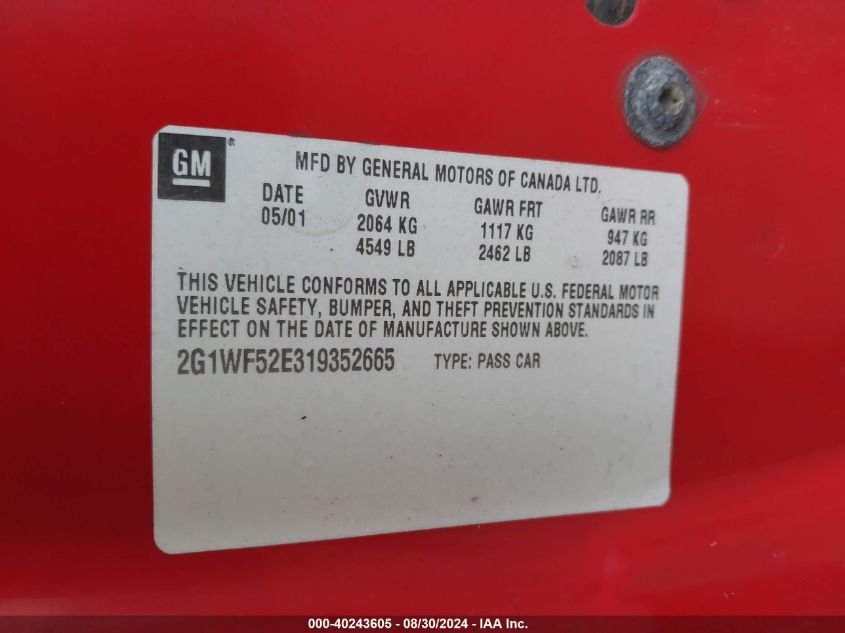 GM ® MFD BY GENERAL MOTORS OF CANADA LTD.
DATE GVWR GAWR FRT GAWR RR
05/01 2064 KG 1117 KG 947 KG
4549 LB 2462 LB 2087 LB
THIS VEHICLE CONFORMS TO ALL APPLICABLE U.S. FEDERAL MOTOR
VEHICLE SAFETY, BUMPER, AND THEFT PREVENTION STANDARDS IN
EFFECT ON THE DATE OF MANUFACTURE SHOWN ABOVE.
2G1WF52E319352665 TYPE: PASS CAR
000-40243605 / 08/30/2024 - IAA Inc.